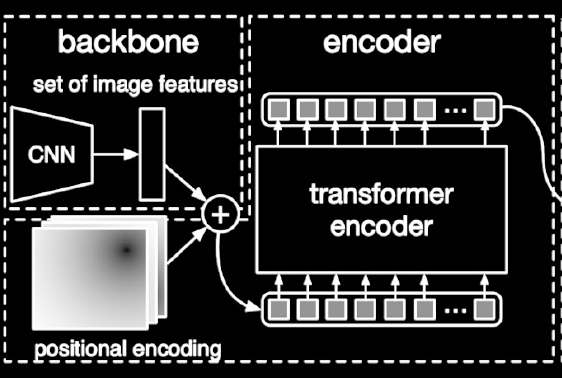 backbone
encoder
set of image features
CNN
+
transformer
encoder
...
...
positional encoding